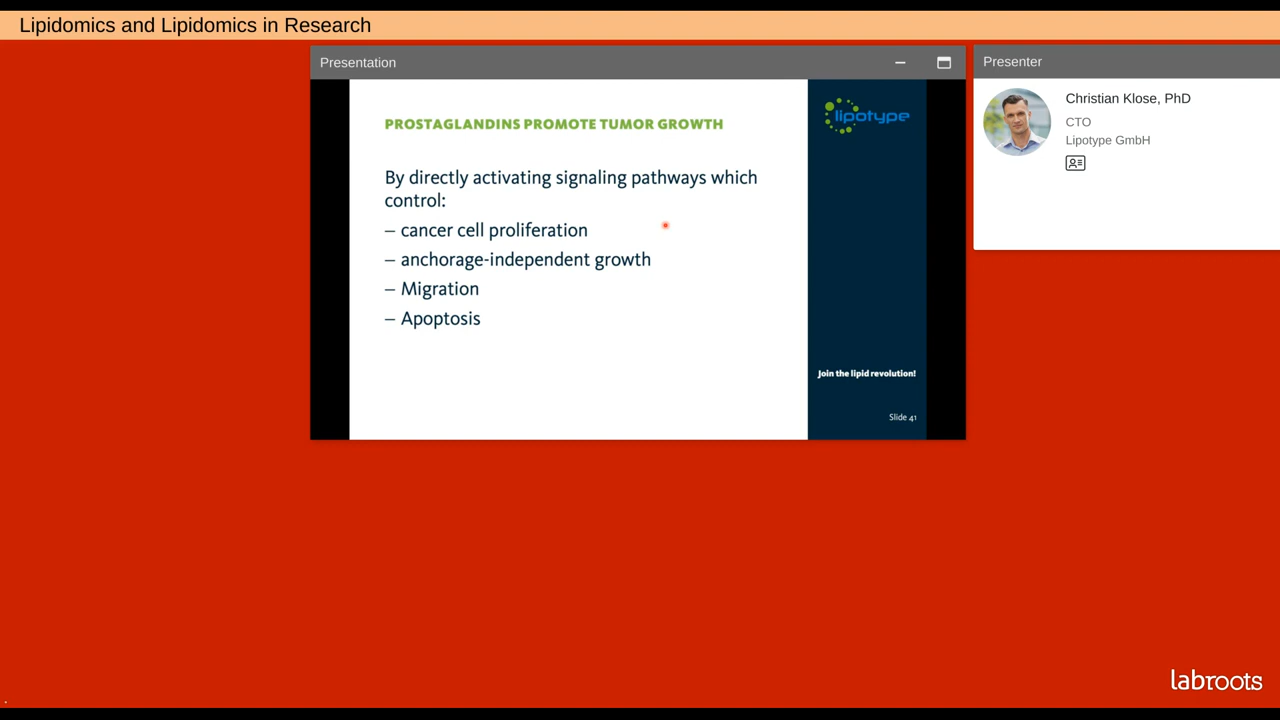 Lipidomics and Lipidomics in Research
Presentation
Presenter
PROSTAGLANDINS PROMOTE TUMOR GROWTH
By directly activating signaling pathways which
control:
– cancer cell proliferation
– anchorage-independent growth
– Migration
– Apoptosis
lipotype
Join the lipid revolution!
Slide 41
Christian Klose, PhD
CTO
Lipotype GmbH
labroots